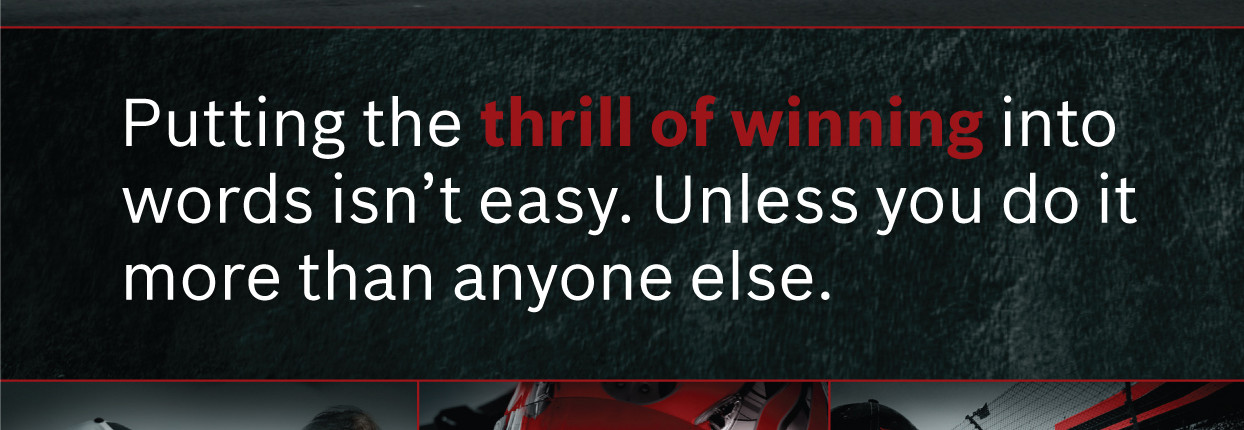 Putting the thrill of winning into
words isn’t easy. Unless you do it
more than anyone else.